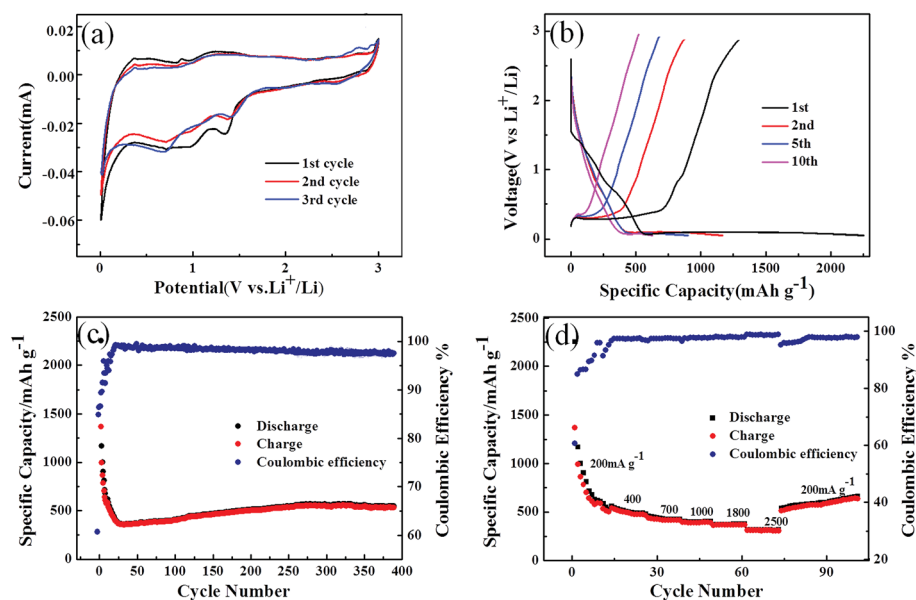 (a)
0.02
0.00
-0.02
-0.04
-0.06
Current(mA)
1st cycle
2nd cycle
3rd cycle
0 1 2 3
Potential(V vs.Li⁺/Li)
(b)
3
2
1
0
Voltage(V vs Li⁺/Li)
1st
2nd
5th
10th
0 500 1000 1500 2000
Specific Capacity(mAh g⁻¹)
(c)
2500
2000
1500
1000
500
0
Specific Capacity/mAh g⁻¹
Discharge
Charge
Coulombic efficiency
100
90
80
70
60
Coulombic Efficiency %
0 50 100 150 200 250 300 350 400
Cycle Number
(d)
2500
2000
1500
1000
500
0
Specific Capacity/mAh g⁻¹
Discharge
Charge
Coulombic efficiency
200mA g⁻¹
400
700
1000
1800
2500
200mA g⁻¹
100
80
60
40
20
Coulombic Efficiency %
0 30 60 90
Cycle Number